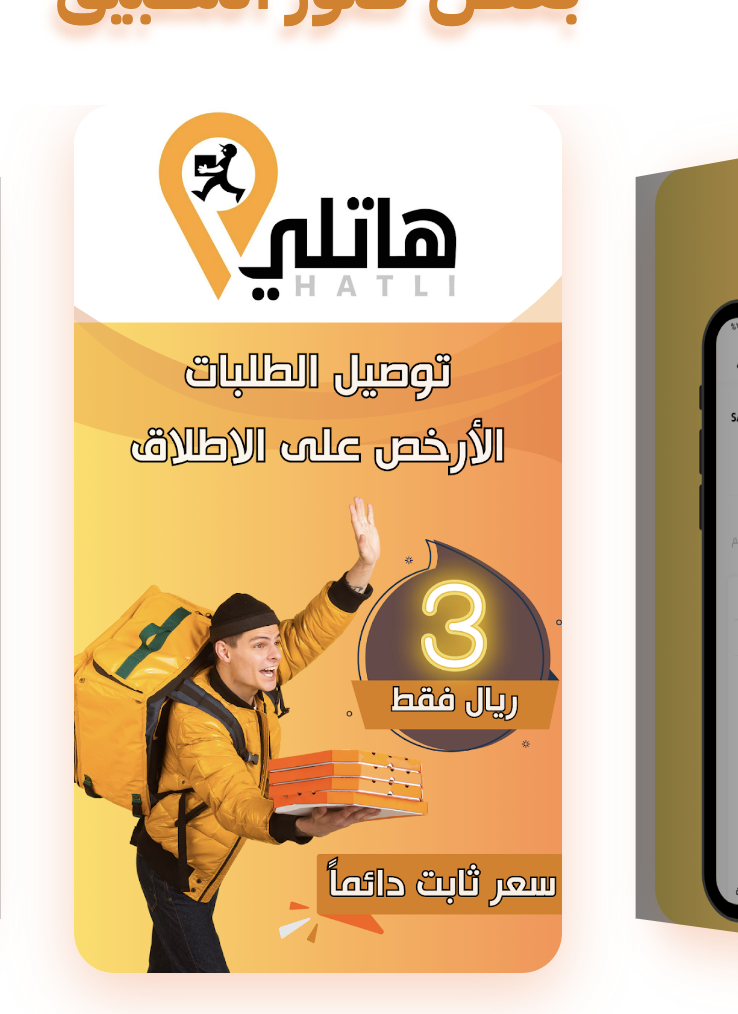 هاتلي
HATLI
توصيل الطلبات
الأرخص على الاطلاق
3
ريال فقط
سعر ثابت دائماً